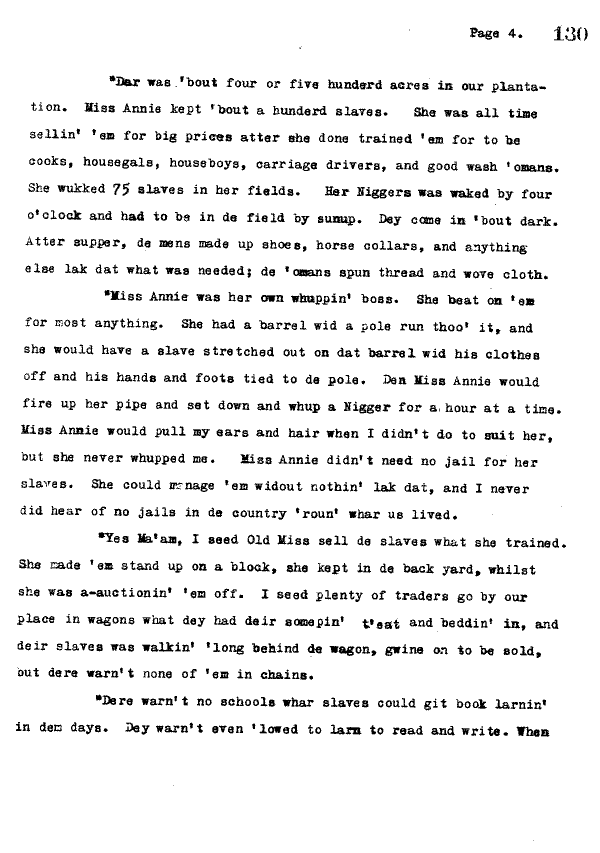 Page 4. 130
"Dar was 'bout four or five hunderd acres in our planta-
tion. Miss Annie kept 'bout a hunderd slaves. She was all time
sellin' 'em for big prices atter she done trained 'em for to be
cooks, housegals, houseboys, carriage drivers, and good wash 'omans.
She wukked 75 slaves in her fields. Her Niggers was waked by four
o'clock and had to be in de field by sunup. Dey come in 'bout dark.
Atter supper, de mens made up shoes, horse collars, and anything
else lak dat what was needed; de 'omans spun thread and wove cloth.
"Miss Annie was her own whuppin' boss. She beat on 'em
for most anything. She had a barrel wid a pole run thoo' it, and
she would have a slave stretched out on dat barrel wid his clothes
off and his hands and foots tied to de pole. Den Miss Annie would
fire up her pipe and set down and whup a Nigger for a hour at a time.
Miss Annie would pull my ears and hair when I didn't do to suit her,
but she never whupped me. Miss Annie didn't need no jail for her
slaves. She could manage 'em widout nothin' lak dat, and I never
did hear of no jails in de country 'roun' whar us lived.
"Yes Ma'am, I seed Old Miss sell de slaves what she trained.
She made 'em stand up on a block, she kept in de back yard, whilst
she was a-auctionin' 'em off. I seed plenty of traders go by our
place in wagons what dey had deir somepin' t'eat and beddin' in, and
deir slaves was walkin' 'long behind de wagon, gwine on to be sold,
but dere warn't none of 'em in chains.
"Dere warn't no schools whar slaves could git book larnin'
in dem days. Dey warn't even 'lowed to larn to read and write. When